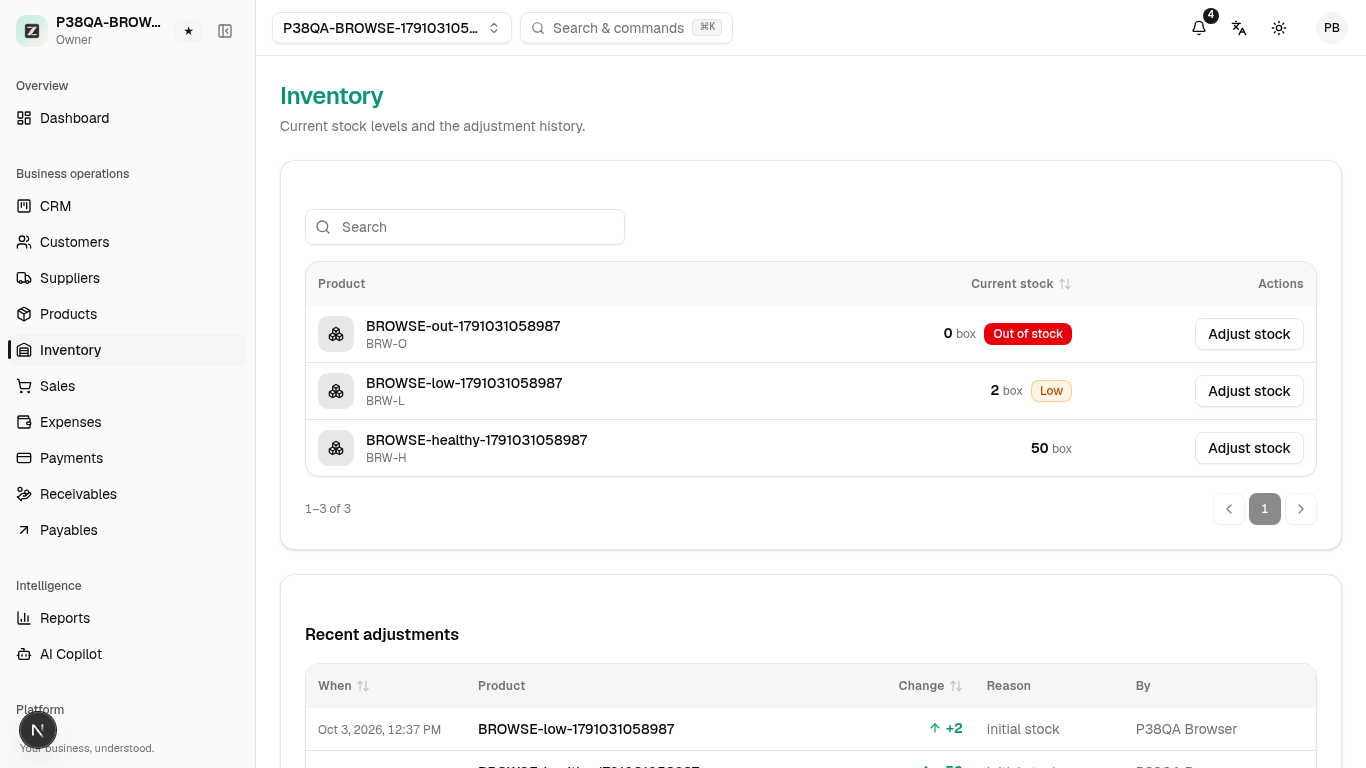 P38QA-BROW...
Owner
★
P38QA-BROWSE-179103105...
Search & commands
⌘K
4
PB
Overview
Dashboard
Business operations
CRM
Customers
Suppliers
Products
Inventory
Sales
Expenses
Payments
Receivables
Payables
Intelligence
Reports
AI Copilot
Platform
N
Your business, understood.
Inventory
Current stock levels and the adjustment history.
Search
Product Current stock Actions
BROWSE-out-1791031058987
BRW-O
0 box Out of stock Adjust stock
BROWSE-low-1791031058987
BRW-L
2 box Low Adjust stock
BROWSE-healthy-1791031058987
BRW-H
50 box Adjust stock
1–3 of 3
1
Recent adjustments
When Product Change Reason By
Oct 3, 2026, 12:37 PM BROWSE-low-1791031058987 +2 initial stock P38QA Browser